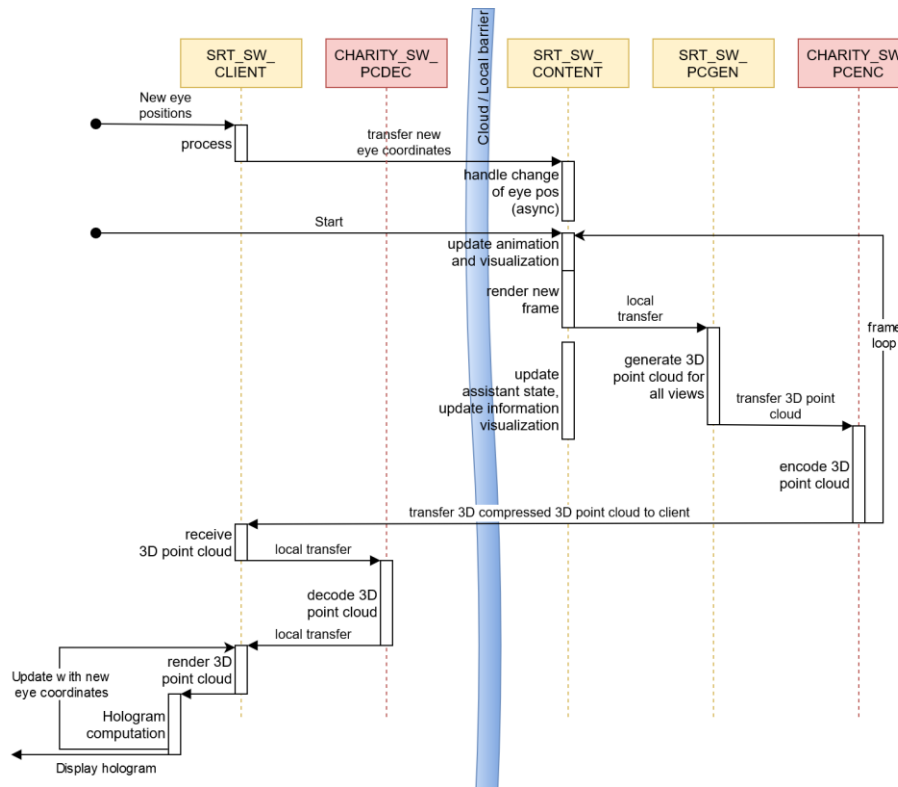 SRT_SW_
CLIENT
CHARITY_SW_
PCDEC
Cloud / Local barrier
SRT_SW_
CONTENT
SRT_SW_
PCGEN
CHARITY_SW_
PCENC
New eye
positions
process
transfer new
eye coordinates
handle change
of eye pos
(async)
Start
update animation
and visualization
render new
frame
local
transfer
frame
loop
update
assistant state,
update information
visualization
generate 3D
point cloud for
all views
transfer 3D point
cloud
encode 3D
point cloud
transfer 3D compressed 3D point cloud to client
receive
3D point cloud
local transfer
decode 3D
point cloud
local transfer
render 3D
point cloud
Update with new
eye coordinates
Hologram
computation
Display hologram